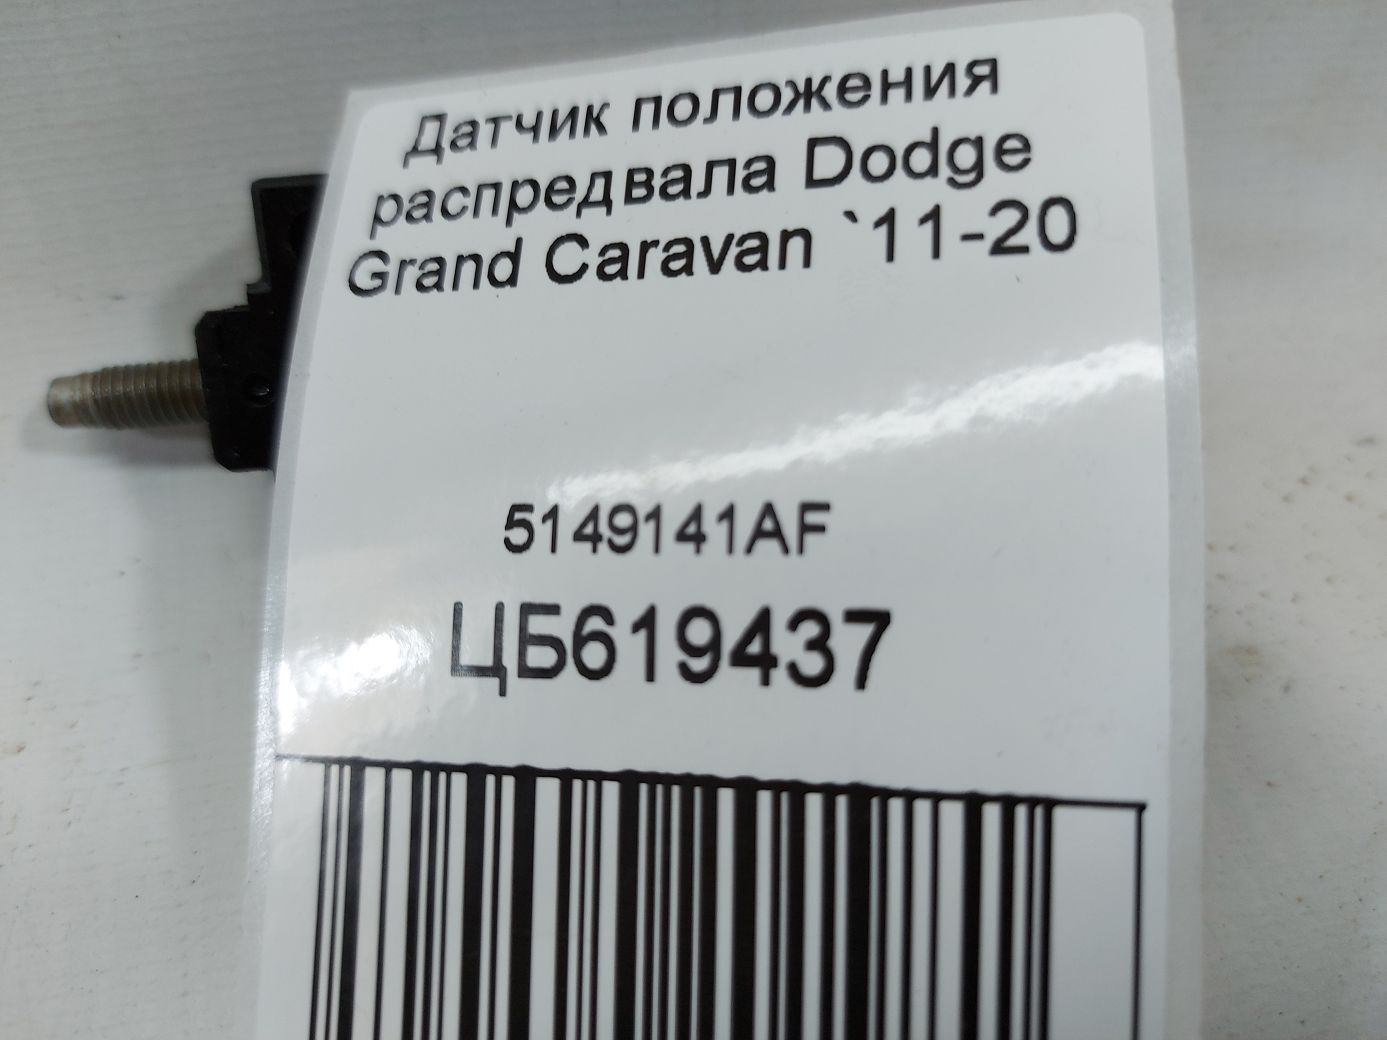 Датчик положения
распредвала Dodge
Grand Caravan `11-20
5149141AF
ЦБ619437